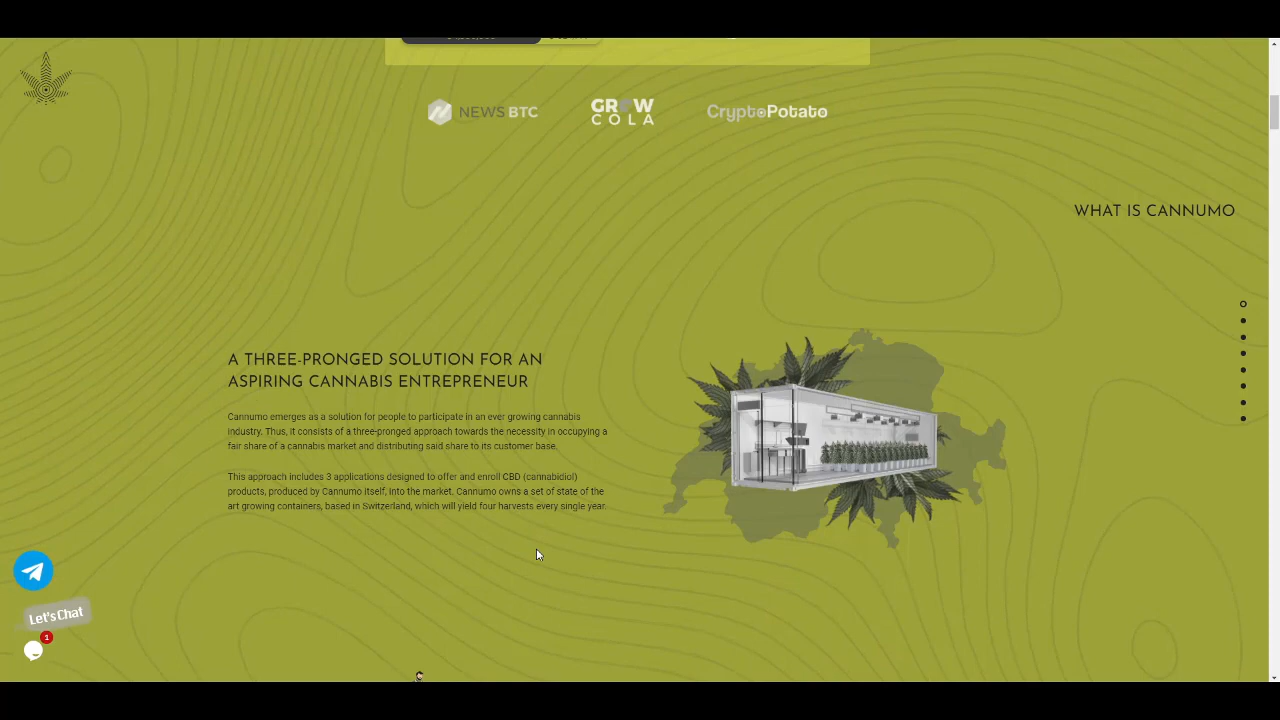 NEWS BTC
GROW
COLA
CryptoPotato
WHAT IS CANNUMO
A THREE-PRONGED SOLUTION FOR AN
ASPIRING CANNABIS ENTREPRENEUR
Cannumo emerges as a solution for people to participate in an ever growing cannabis
industry. Thus, it consists of a three-pronged approach towards the necessity in occupying a
fair share of a cannabis market and distributing said share to its customer base.
This approach includes 3 applications designed to offer and enroll CBD (cannabidiol)
products, produced by Cannumo itself, into the market. Cannumo owns a set of state of the
art growing containers, based in Switzerland, which will yield four harvests every single year.
Let's Chat
1